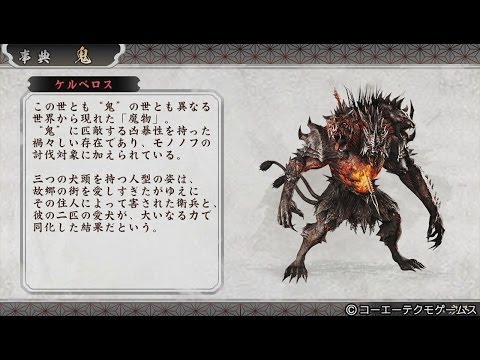 事典 鬼
ケルベロス
この世とも“鬼”の世とも異なる
世界から現れた「魔物」。
“鬼”に匹敵する凶暴性を持った
禍々しい存在であり、モノノフの
討伐対象に加えられている。
三つの犬頭を持つ人型の姿は、
故郷の街を愛しすぎたがゆえに
その住人によって害された衛兵と、
彼の二匹の愛犬が、大いなる力で
同化した結果だという。
©コーエーテクモゲームス